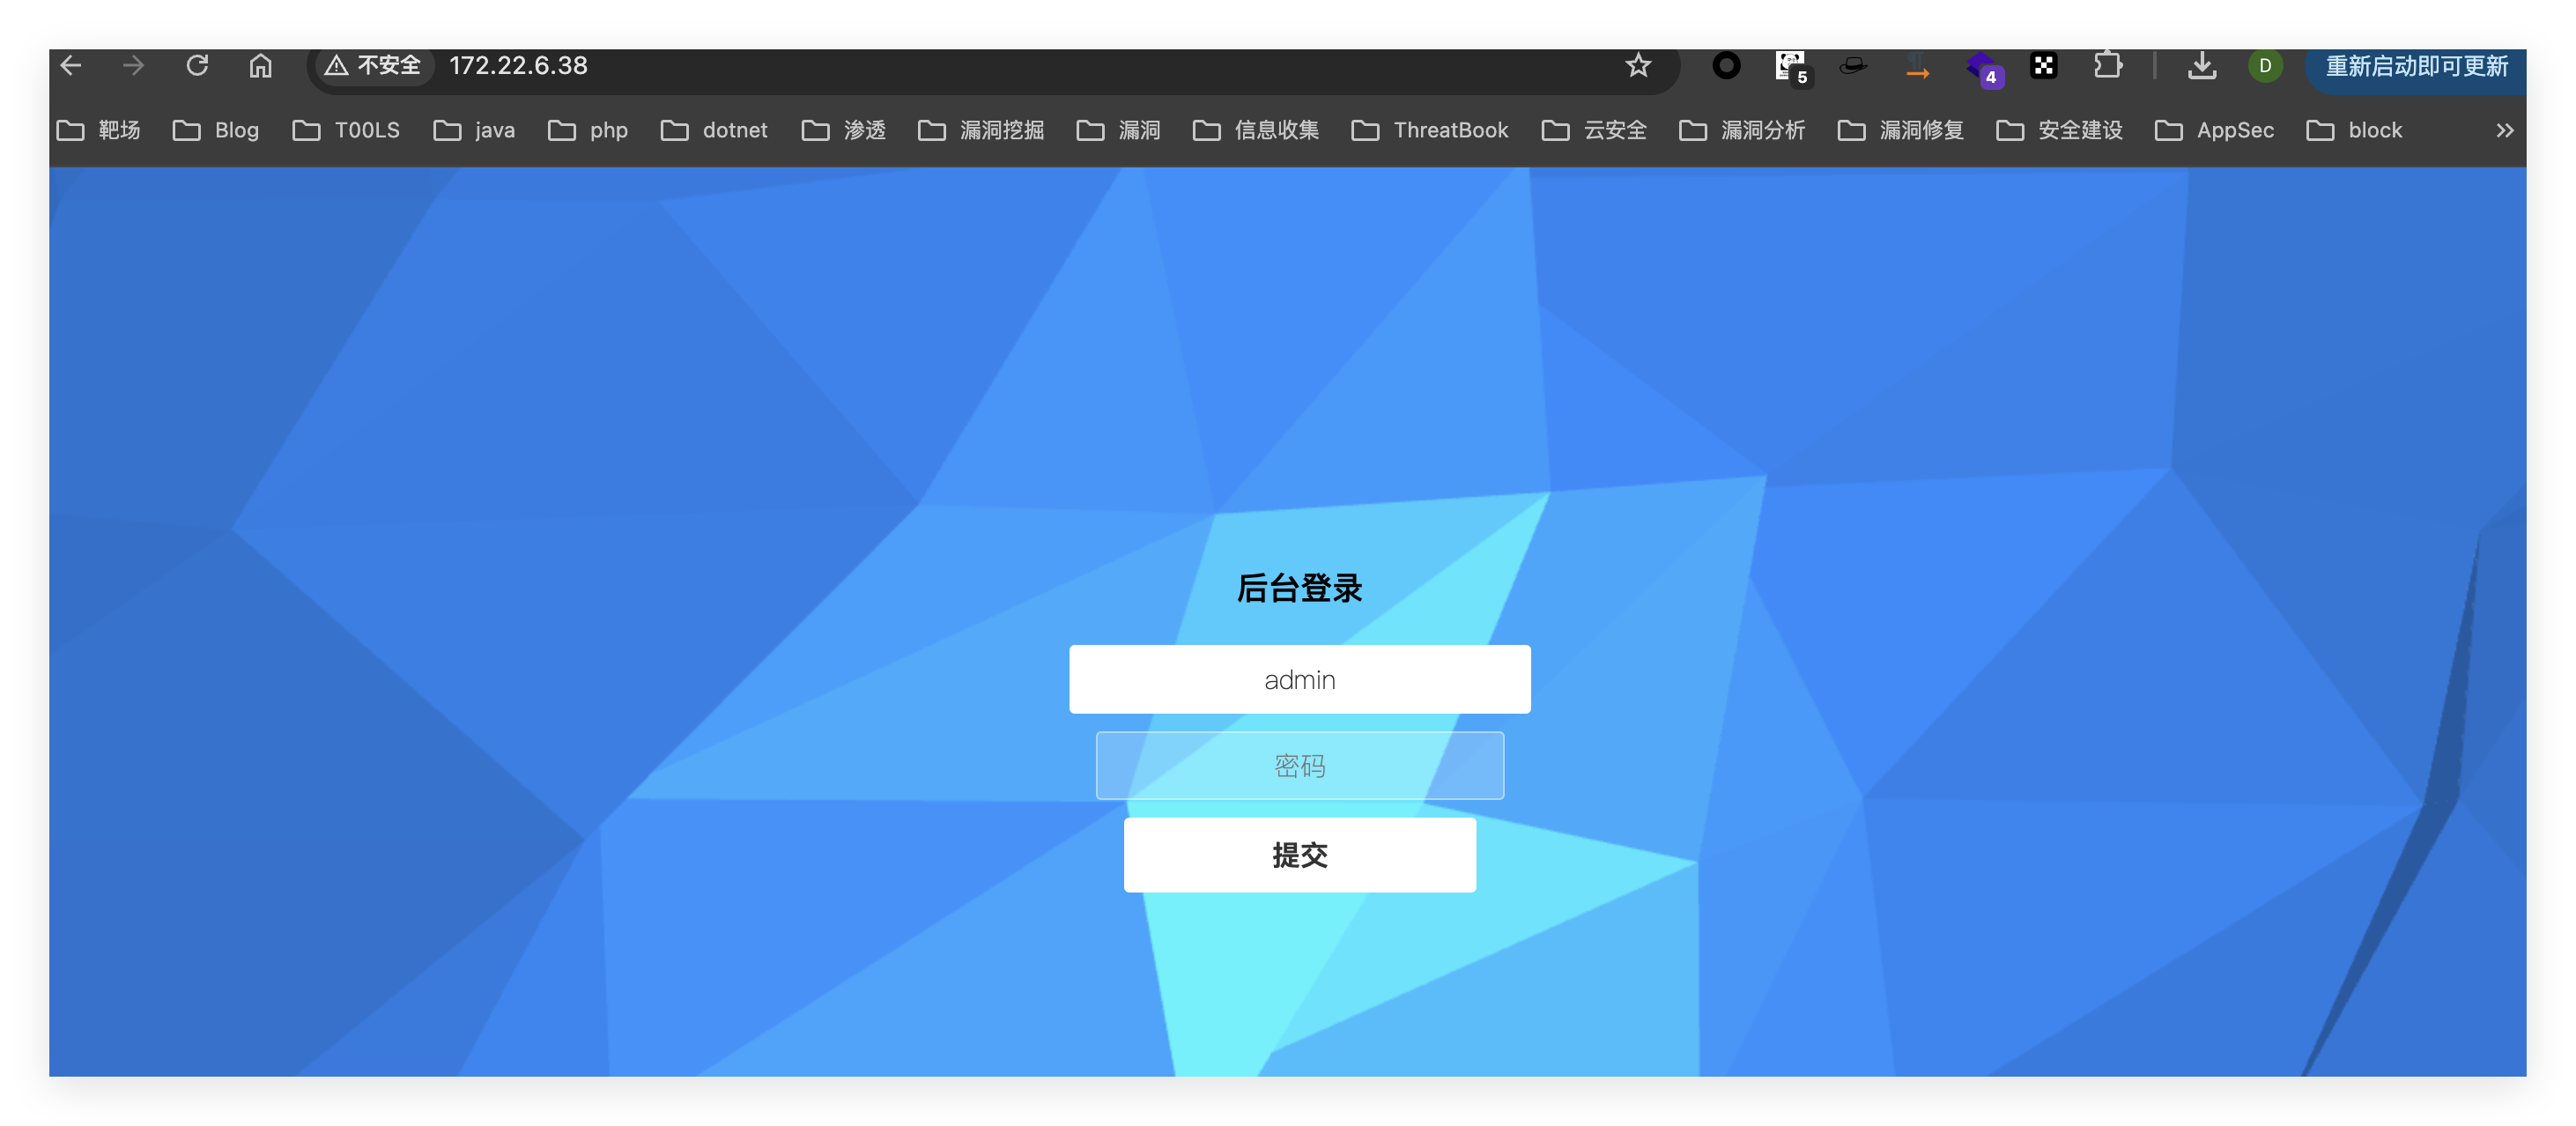 不安全 172.22.6.38 5 4 D 重新启动即可更新
靶场 Blog T00LS java php dotnet 渗透 漏洞挖掘 漏洞 信息收集 ThreatBook 云安全 漏洞分析 漏洞修复 安全建设 AppSec block
后台登录
admin
密码
提交